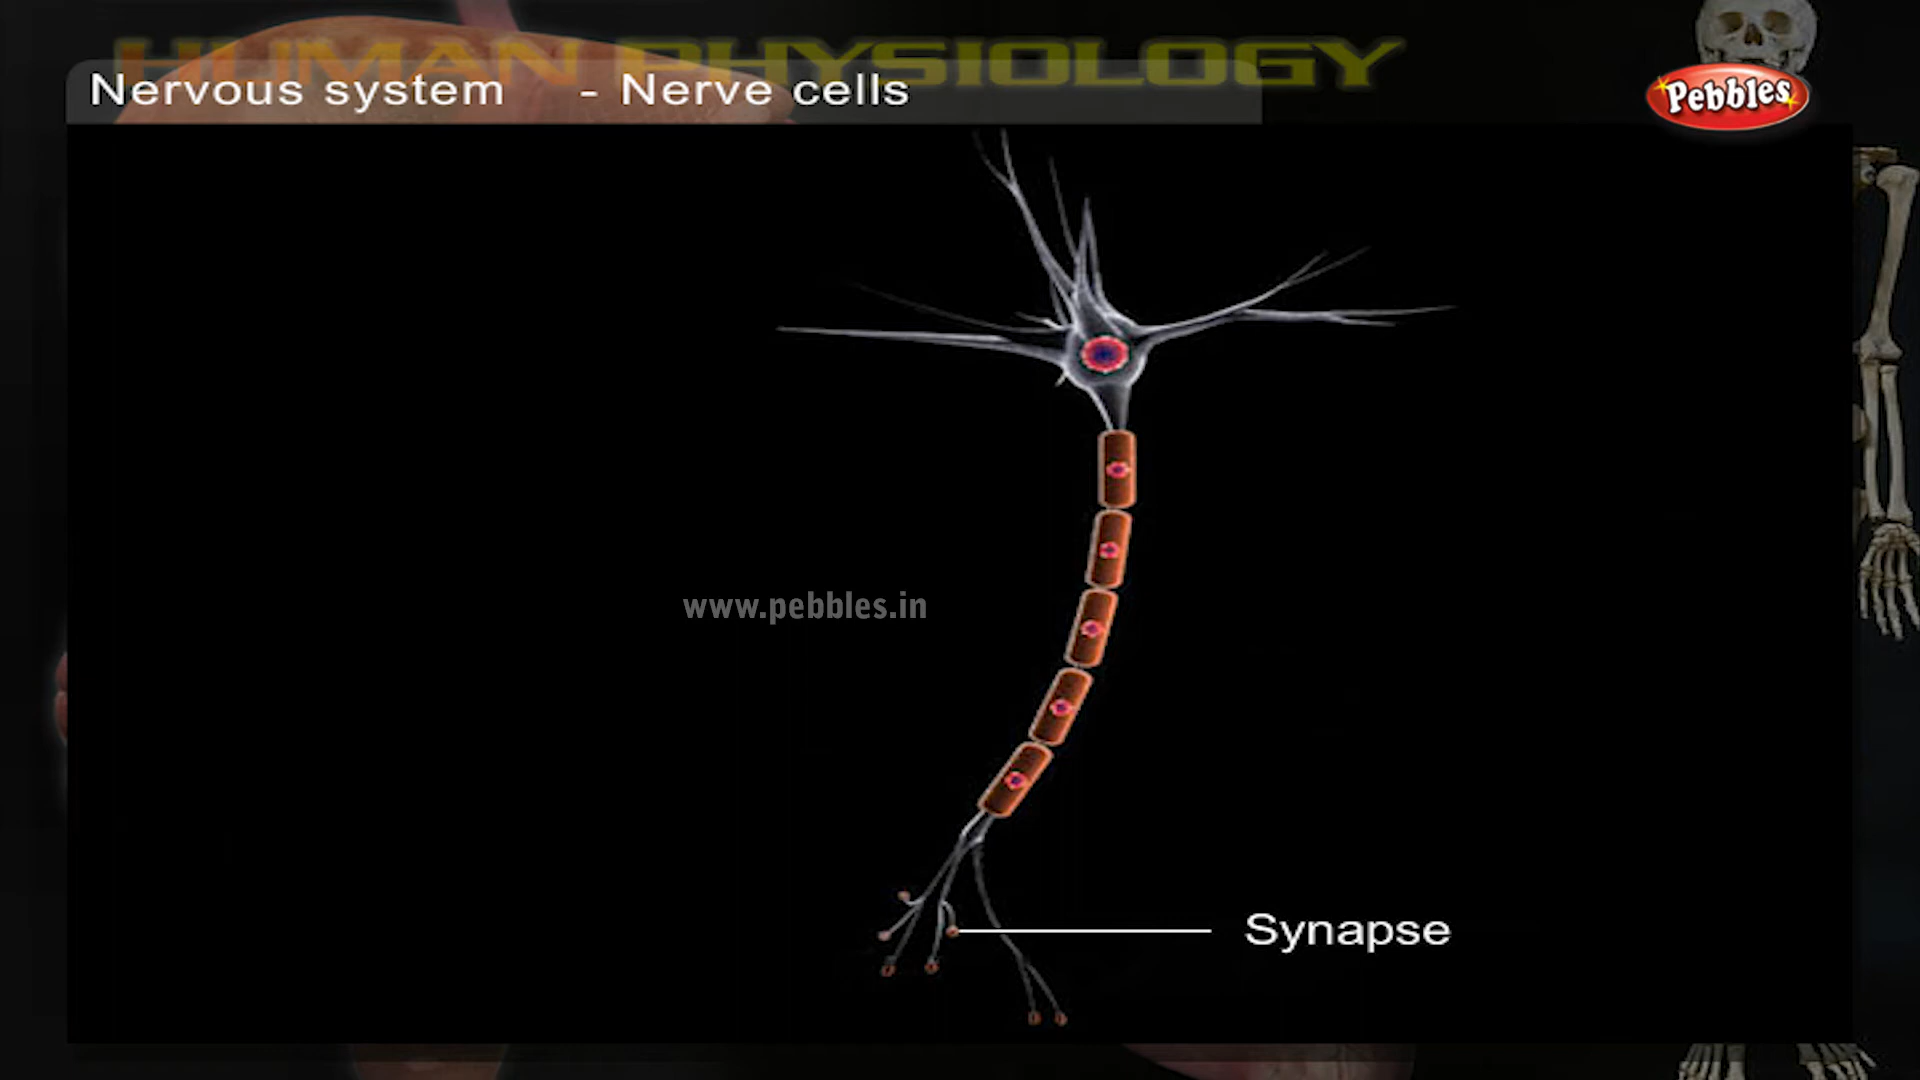 HUMAN PHYSIOLOGY
Nervous system - Nerve cells
Pebbles
www.pebbles.in
Synapse